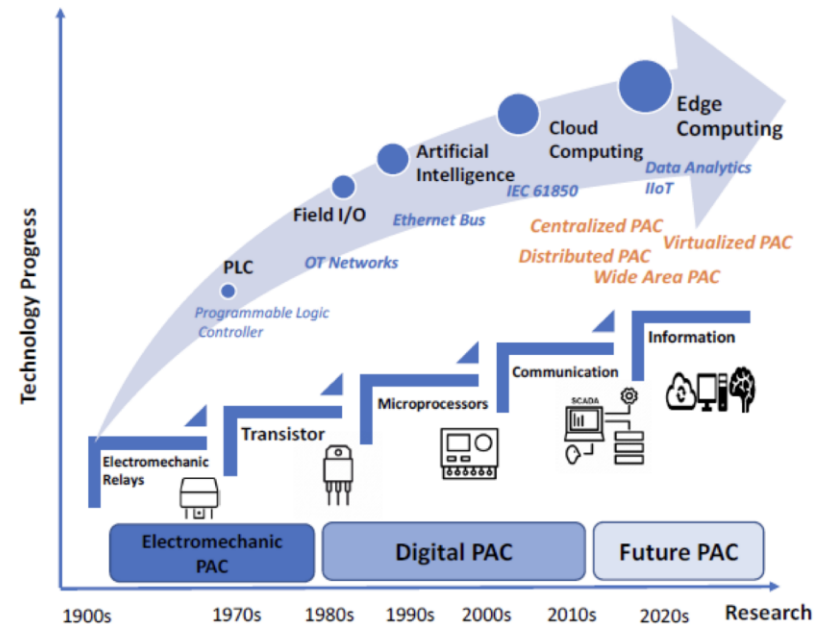 Edge
Computing
Cloud
Computing
Artificial
Intelligence
Data Analytics
IIoT
IEC 61850
Field I/O
Ethernet Bus
Centralized PAC
Virtualized PAC
Distributed PAC
Wide Area PAC
OT Networks
PLC
Programmable Logic
Controller
Technology Progress
Information
Communication
Microprocessors
SCADA
Transistor
Electromechanic
Relays
Electromechanic
PAC
Digital PAC
Future PAC
1900s 1970s 1980s 1990s 2000s 2010s 2020s Research